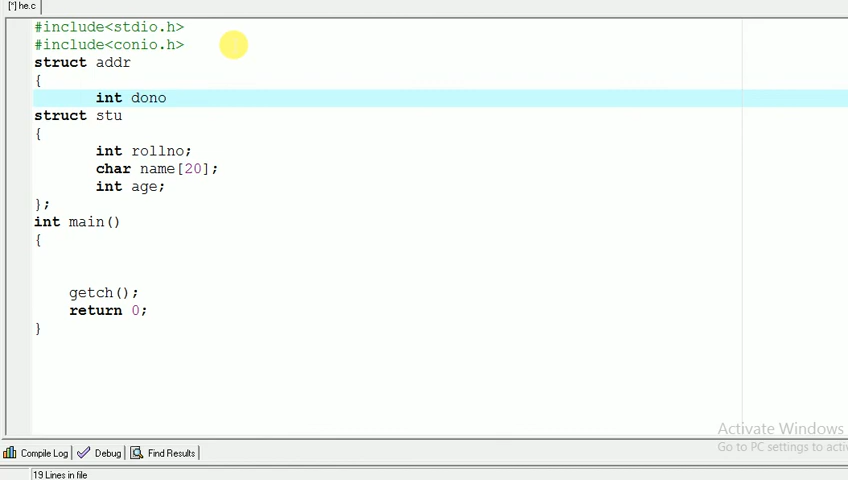 [*] he.c
#include<stdio.h>
#include<conio.h>
struct addr
{
int dono
struct stu
{
int rollno;
char name[20];
int age;
};
int main()
{
getch();
return 0;
}
Activate Windows
Go to PC settings to activ
Compile Log
Debug
Find Results
19 Lines in file